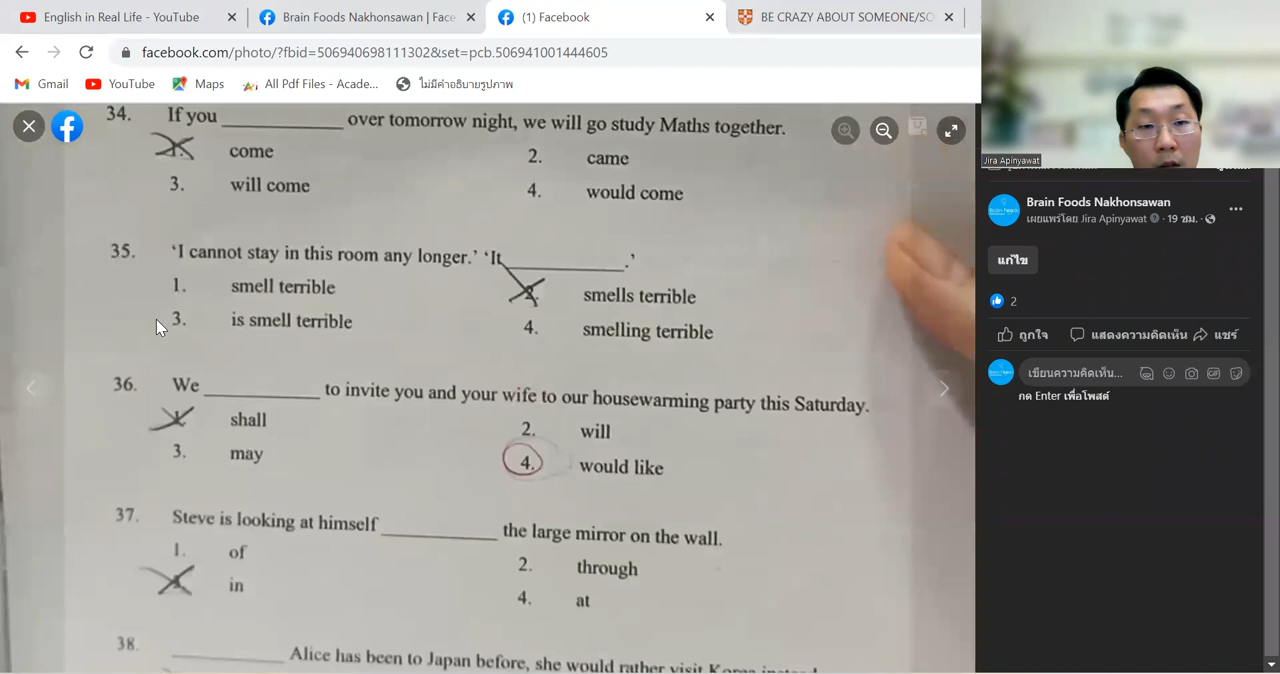 English in Real Life - YouTube
Brain Foods Nakhonsawan | Face
(1) Facebook
BE CRAZY ABOUT SOMEONE/SO
facebook.com/photo/?fbid=506940698111302&set=pcb.506941001444605
Gmail
YouTube
Maps
All Pdf Files - Acade...
ไม่มีคำอธิบายรูปภาพ
34. If you __________ over tomorrow night, we will go study Maths together.
1. come
2. came
3. will come
4. would come
35. ‘I cannot stay in this room any longer.’ ‘It __________.’
1. smell terrible
2. smells terrible
3. is smell terrible
4. smelling terrible
36. We __________ to invite you and your wife to our housewarming party this Saturday.
1. shall
2. will
3. may
4. would like
37. Steve is looking at himself __________ the large mirror on the wall.
1. of
2. through
in
4. at
38. __________ Alice has been to Japan before, she would rather visit Korea instead
Jira Apinyawat
Brain Foods Nakhonsawan
เผยแพร่โดย Jira Apinyawat · 19 ชม. ·
แก้ไข
2
ถูกใจ
แสดงความคิดเห็น
แชร์
เขียนความคิดเห็น...
กด Enter เพื่อโพสต์